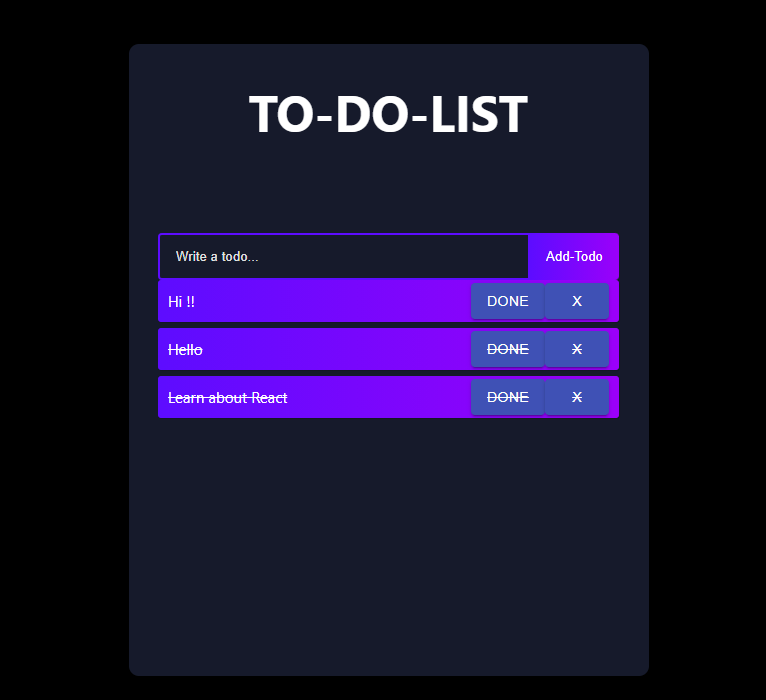 TO-DO-LIST
Write a todo... Add-Todo
Hi !! DONE X
Hello DONE X
Learn about React DONE X